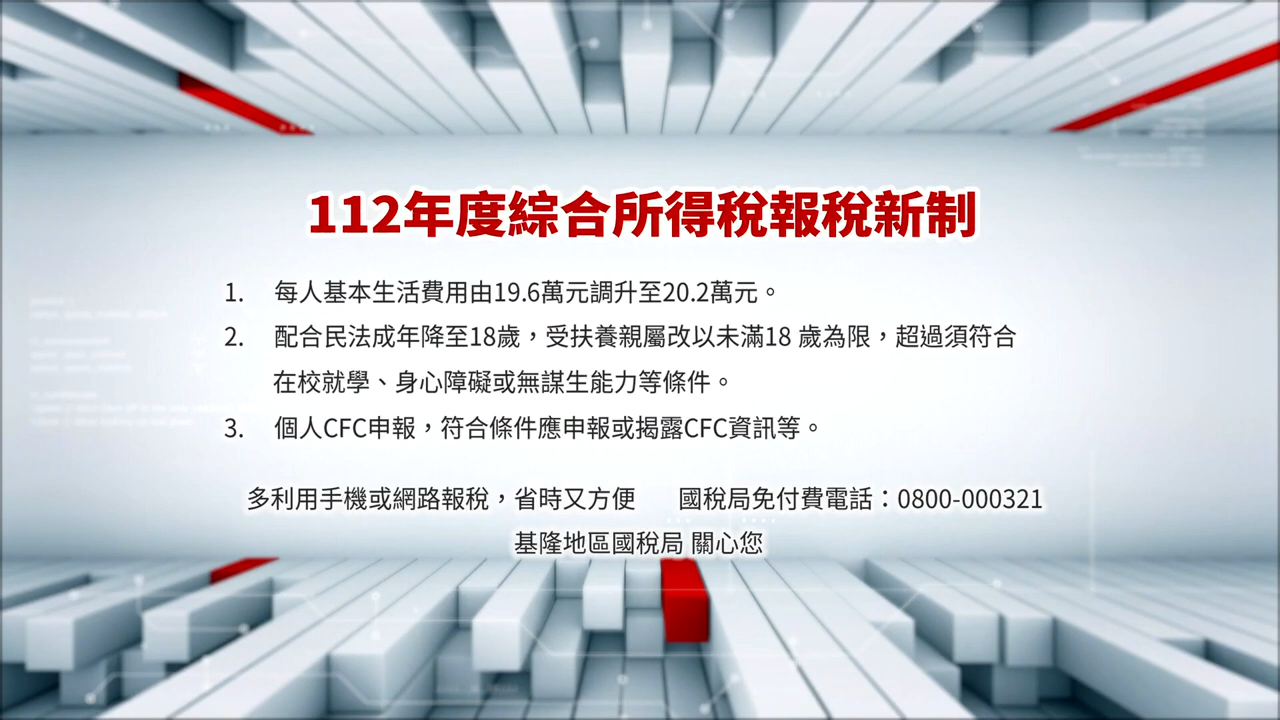 112年度綜合所得稅報稅新制
1. 每人基本生活費用由19.6萬元調升至20.2萬元。
2. 配合民法成年降至18歲，受扶養親屬改以未滿18 歲為限，超過須符合
在校就學、身心障礙或無謀生能力等條件。
3. 個人CFC申報，符合條件應申報或揭露CFC資訊等。
多利用手機或網路報稅，省時又方便 國稅局免付費電話：0800-000321
基隆地區國稅局 關心您